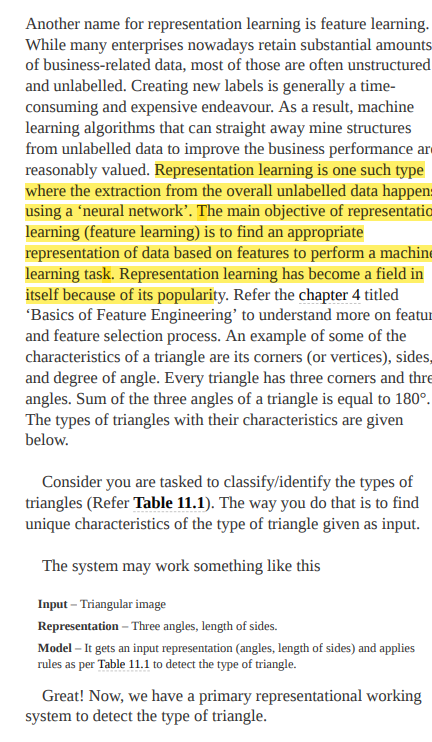 Another name for representation learning is feature learning.
While many enterprises nowadays retain substantial amounts
of business-related data, most of those are often unstructured
and unlabelled. Creating new labels is generally a time-
consuming and expensive endeavour. As a result, machine
learning algorithms that can straight away mine structures
from unlabelled data to improve the business performance ar
reasonably valued. Representation learning is one such type
where the extraction from the overall unlabelled data happen
using a ‘neural network’. The main objective of representatio
learning (feature learning) is to find an appropriate
representation of data based on features to perform a machine
learning task. Representation learning has become a field in
itself because of its popularity. Refer the chapter 4 titled
‘Basics of Feature Engineering’ to understand more on featur
and feature selection process. An example of some of the
characteristics of a triangle are its corners (or vertices), sides,
and degree of angle. Every triangle has three corners and thre
angles. Sum of the three angles of a triangle is equal to 180°.
The types of triangles with their characteristics are given
below.
Consider you are tasked to classify/identify the types of
triangles (Refer Table 11.1). The way you do that is to find
unique characteristics of the type of triangle given as input.
The system may work something like this
Input – Triangular image
Representation – Three angles, length of sides.
Model – It gets an input representation (angles, length of sides) and applies
rules as per Table 11.1 to detect the type of triangle.
Great! Now, we have a primary representational working
system to detect the type of triangle.